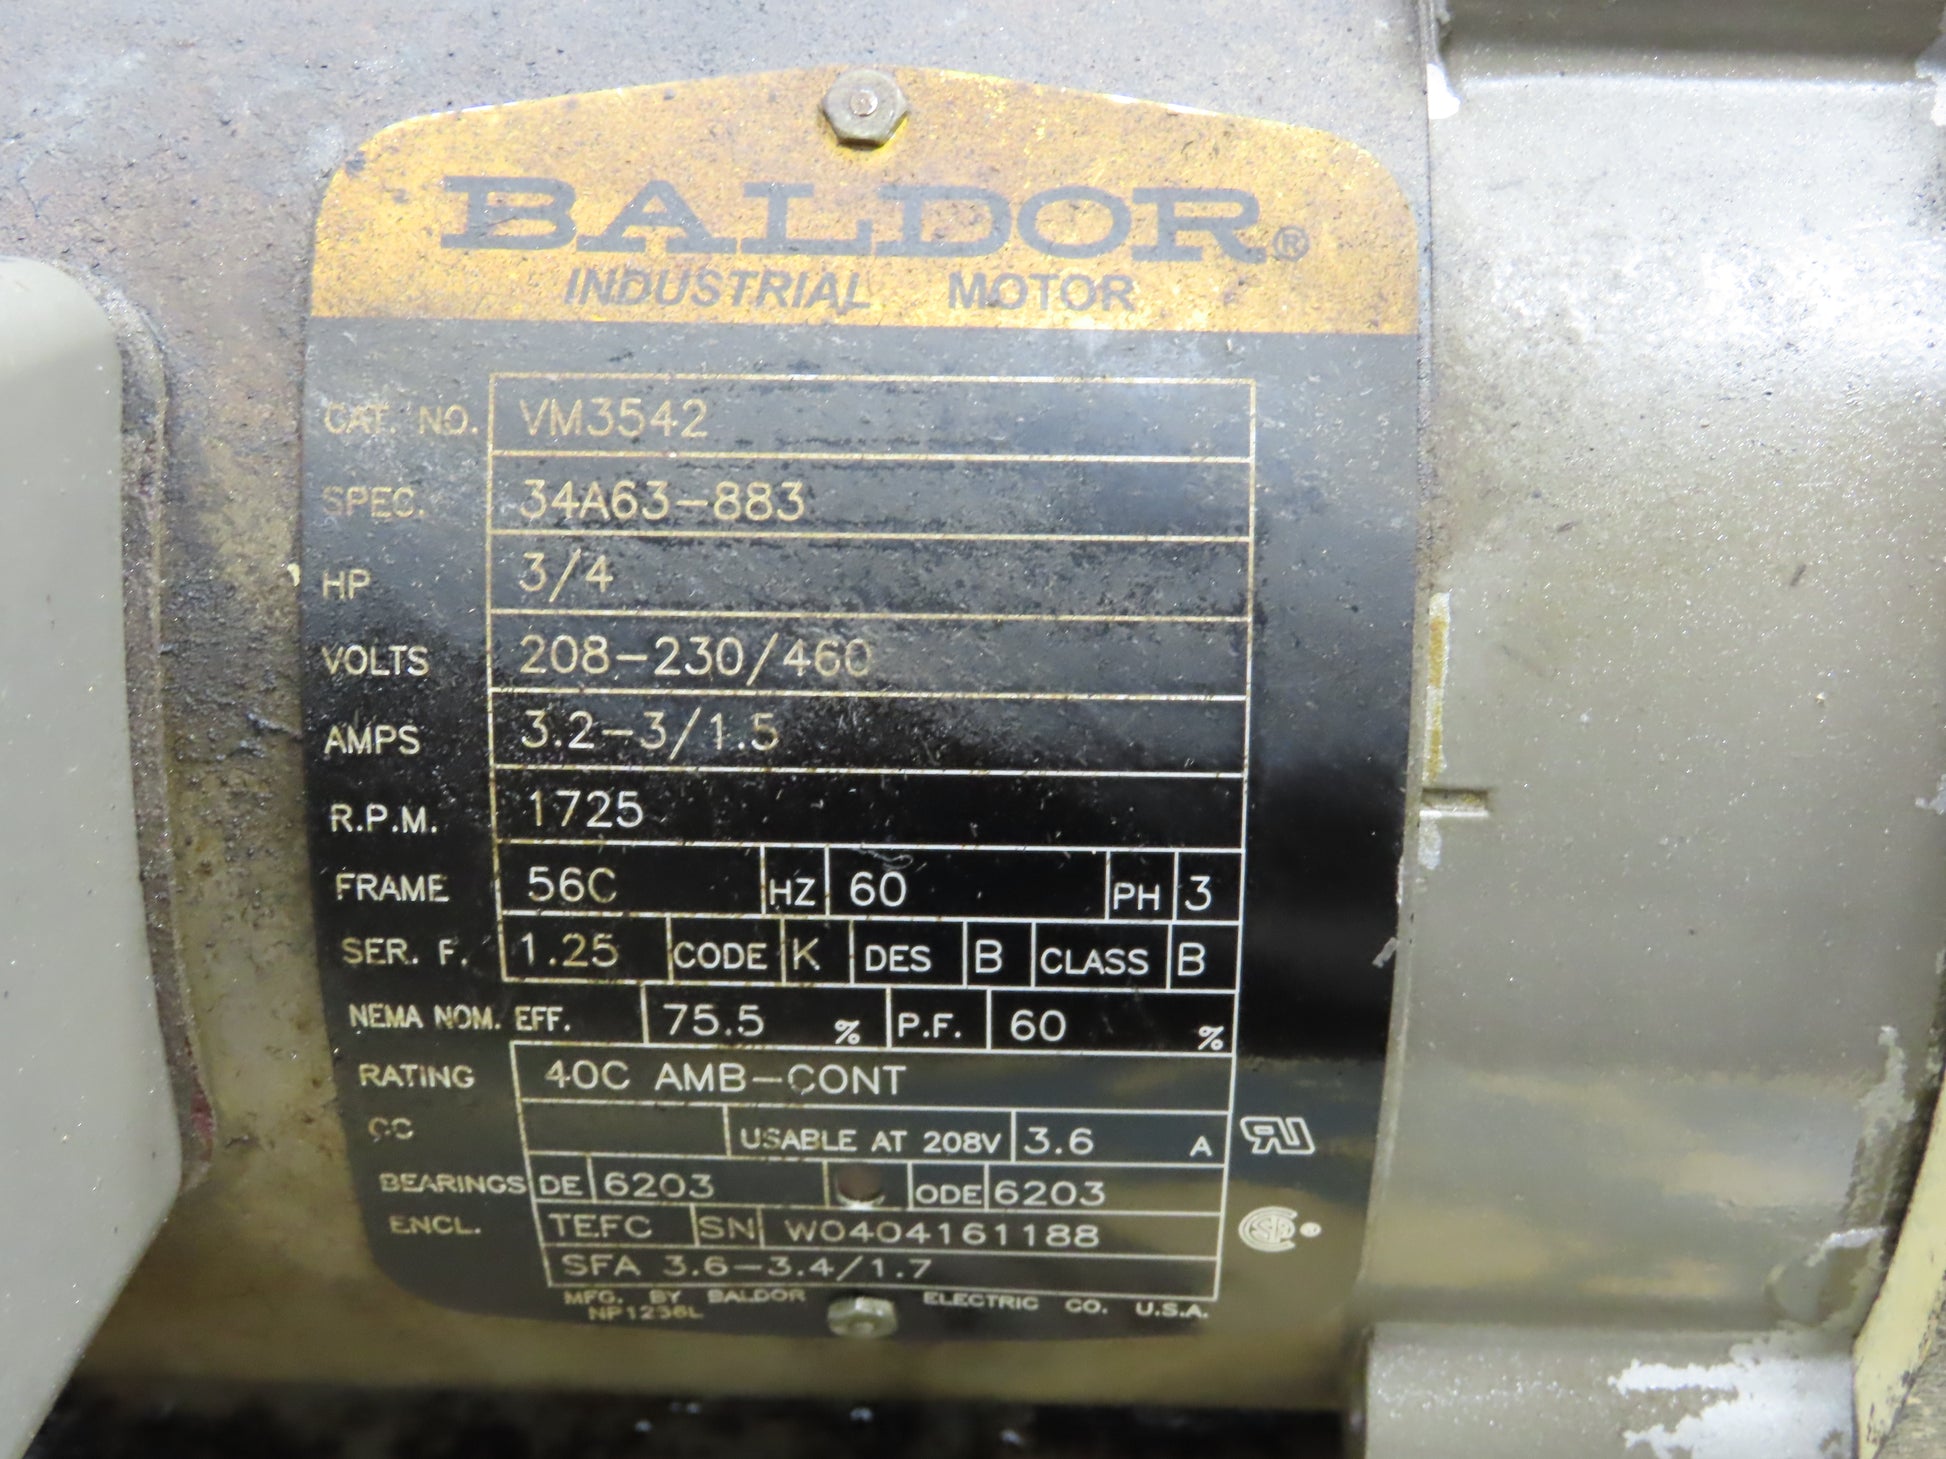 BALDOR®
INDUSTRIAL MOTOR
CAT. NO. VM3542
SPEC. 34A63-883
HP 3/4
VOLTS 208-230/460
AMPS 3.2-3/1.5
R.P.M. 1725
FRAME 56C HZ 60 PH 3
SER. F. 1.25 CODE K DES B CLASS B
NEMA NOM. EFF. 75.5 % P.F. 60 %
RATING 40C AMB-CONT
CC USABLE AT 208V 3.6 A
BEARINGS DE 6203 ODE 6203
ENCL. TEFC SN W0404161188
SFA 3.6-3.4/1.7
MFG. BY BALDOR ELECTRIC CO. U.S.A.
NP1256L